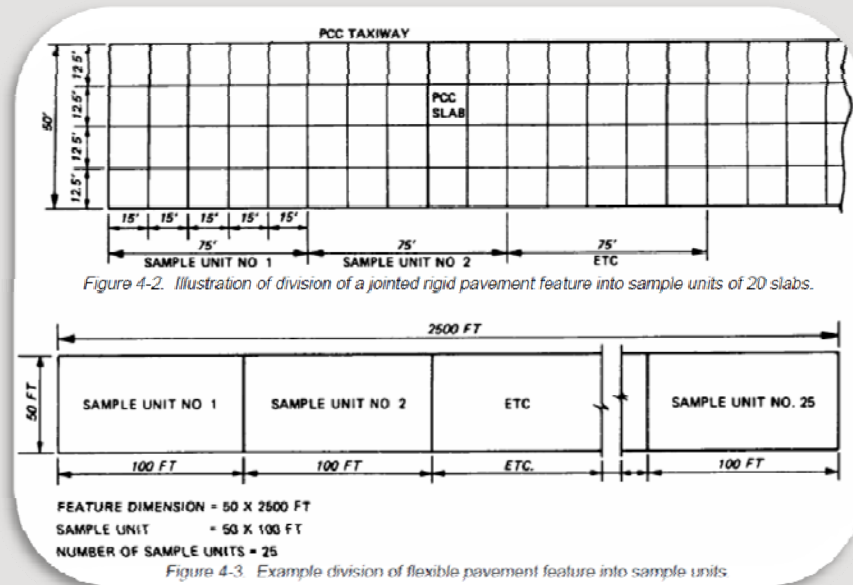 PCC TAXIWAY
50'
12.5'
12.5'
12.5'
12.5'
PCC
SLAB
15' 15' 15' 15' 15'
75' 75' 75'
SAMPLE UNIT NO 1 SAMPLE UNIT NO 2 ETC
Figure 4-2. Illustration of division of a jointed rigid pavement feature into sample units of 20 slabs.
2500 FT
50 FT
SAMPLE UNIT NO 1 SAMPLE UNIT NO 2 ETC SAMPLE UNIT NO. 25
100 FT 100 FT ETC. 100 FT
FEATURE DIMENSION = 50 X 2500 FT
SAMPLE UNIT = 50 X 100 FT
NUMBER OF SAMPLE UNITS = 25
Figure 4-3. Example division of flexible pavement feature into sample units.